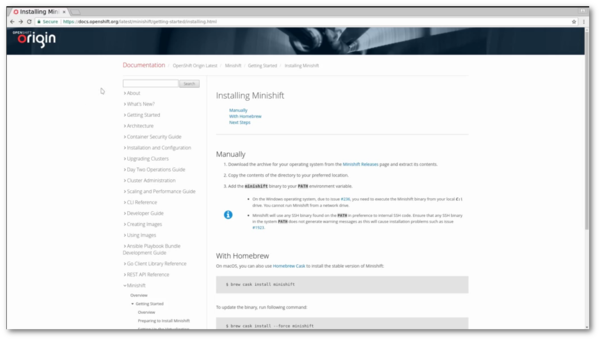 Installing Min
Secure https://docs.openshift.org/latest/minishift/getting-started/installing.html
OPENSHIFT
origin
Documentation OpenShift Origin Latest Minishift Getting Started Installing Minishift
Search
About
What's New?
Getting Started
Architecture
Container Security Guide
Installation and Configuration
Upgrading Clusters
Day Two Operations Guide
Cluster Administration
Scaling and Performance Guide
CLI Reference
Developer Guide
Creating Images
Using Images
Ansible Playbook Bundle
Development Guide
Go Client Library Reference
REST API Reference
Minishift
Overview
Getting Started
Overview
Preparing to Install Minishift
Installing Minishift
Manually
With Homebrew
Next Steps
Manually
1. Download the archive for your operating system from the Minishift Releases page and extract its contents.
2. Copy the contents of the directory to your preferred location.
3. Add the minishift binary to your PATH environment variable.
• On the Windows operating system, due to issue #236, you need to execute the Minishift binary from your local C:\
drive. You cannot run Minishift from a network drive.
• Minishift will use any SSH binary found on the PATH in preference to internal SSH code. Ensure that any SSH binary
in the system PATH does not generate warning messages as this will cause installation problems such as issue
#1923.
With Homebrew
On macOS, you can also use Homebrew Cask to install the stable version of Minishift:
$ brew cask install minishift
To update the binary, run following command:
$ brew cask install --force minishift